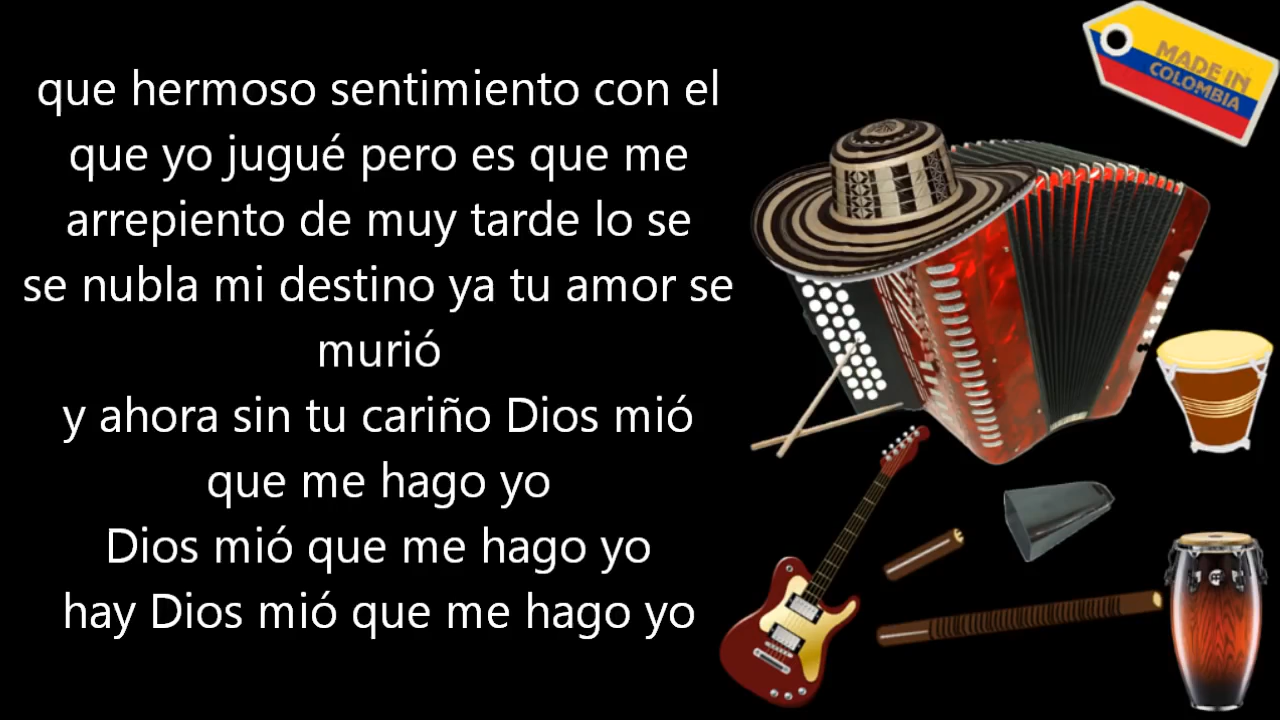 que hermoso sentimiento con el
que yo jugué pero es que me
arrepiento de muy tarde lo se
se nubla mi destino ya tu amor se
murió
y ahora sin tu cariño Dios mió
que me hago yo
Dios mió que me hago yo
hay Dios mió que me hago yo
MADE IN
COLOMBIA